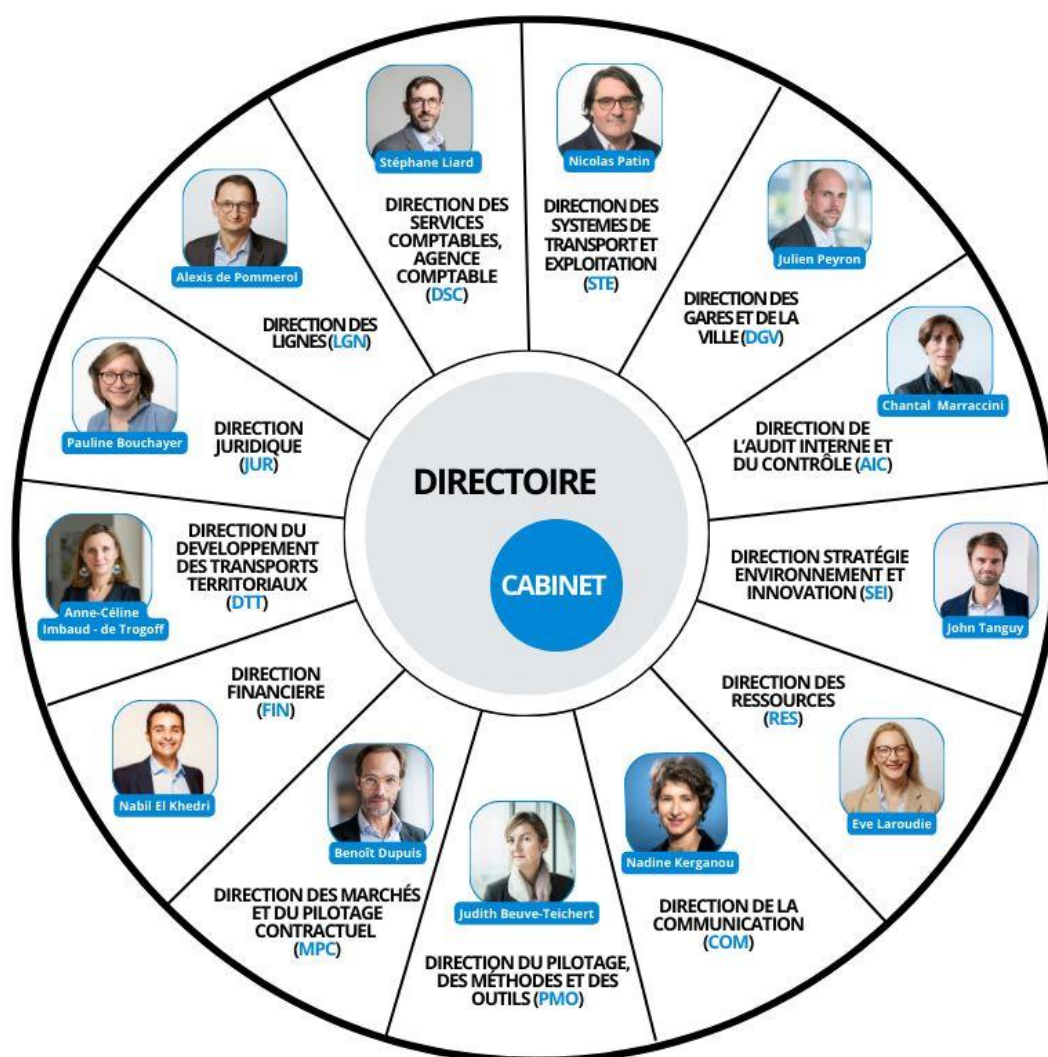 Stéphane Liard
DIRECTION DES
SERVICES
COMPTABLES,
AGENCE
COMPTABLE
(DSC)
Nicolas Patin
DIRECTION DES
SYSTEMES DE
TRANSPORT ET
EXPLOITATION
(STE)
Julien Peyron
DIRECTION DES
GARES ET DE LA
VILLE (DGV)
Chantal Marraccini
DIRECTION DE
L'AUDIT INTERNE ET
DU CONTRÔLE (AIC)
John Tanguy
DIRECTION STRATÉGIE
ENVIRONNEMENT ET
INNOVATION (SEI)
Eve Laroudie
DIRECTION DES
RESSOURCES
(RES)
Nadine Kerganou
DIRECTION DE LA
COMMUNICATION
(COM)
Judith Beuve-Teichert
DIRECTION DU PILOTAGE,
DES MÉTHODES ET DES
OUTILS (PMO)
Benoît Dupuis
DIRECTION DES MARCHÉS
ET DU PILOTAGE
CONTRACTUEL
(MPC)
Nabil El Khedri
DIRECTION
FINANCIERE
(FIN)
Anne-Céline
Imbaud - de Trogoff
DIRECTION DU
DEVELOPPEMENT
DES TRANSPORTS
TERRITORIAUX
(DTT)
Pauline Bouchayer
DIRECTION
JURIDIQUE
(JUR)
Alexis de Pommerol
DIRECTION DES
LIGNES (LGN)
DIRECTOIRE
CABINET